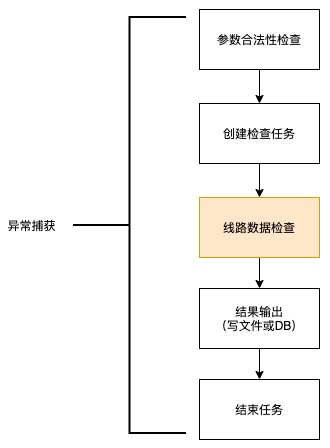 参数合法性检查
创建检查任务
异常捕获
线路数据检查
结果输出
(写文件或DB)
结束任务